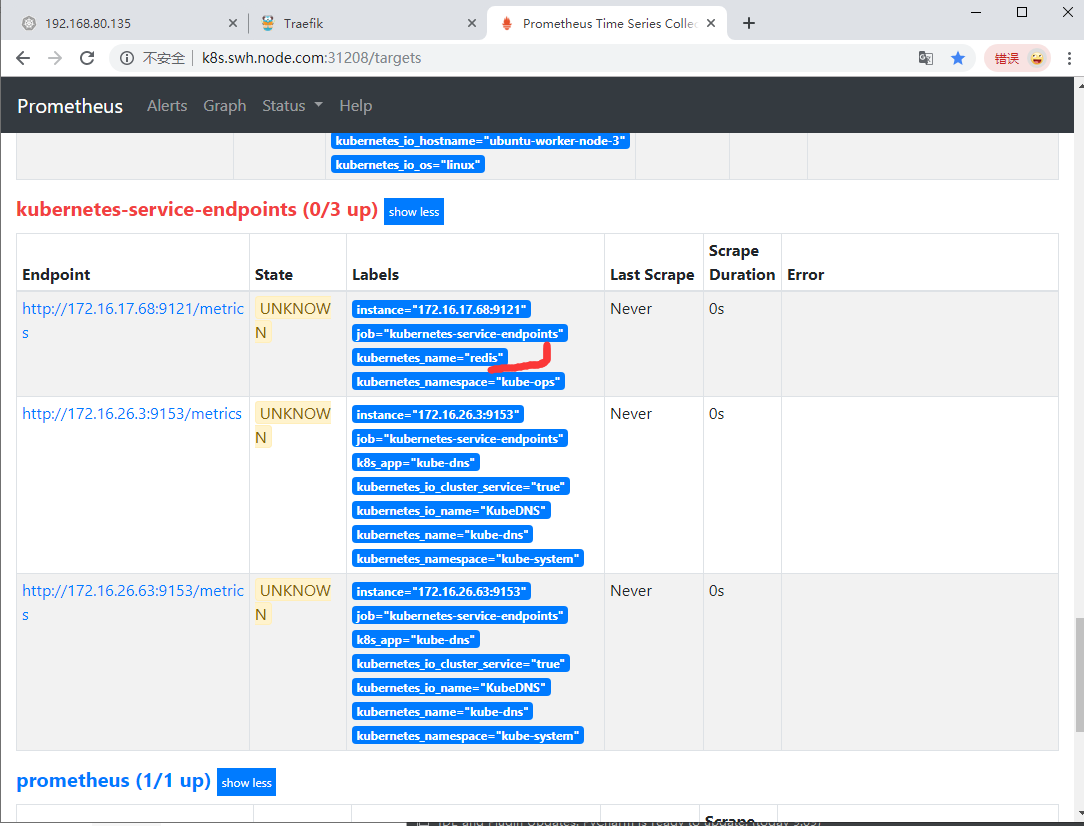 192.168.80.135
Traefik
Prometheus Time Series Collec
不安全
k8s.swh.node.com:31208/targets
错误
Prometheus
Alerts
Graph
Status
Help
kubernetes_io_hostname="ubuntu-worker-node-3"
kubernetes_io_os="linux"
kubernetes-service-endpoints (0/3 up)
show less
Endpoint
State
Labels
Last Scrape
Scrape
Duration
Error
http://172.16.17.68:9121/metric
s
UNKNOW
N
instance="172.16.17.68:9121"
job="kubernetes-service-endpoints"
kubernetes_name="redis"
kubernetes_namespace="kube-ops"
Never
0s
http://172.16.26.3:9153/metrics
UNKNOW
N
instance="172.16.26.3:9153"
job="kubernetes-service-endpoints"
k8s_app="kube-dns"
kubernetes_io_cluster_service="true"
kubernetes_io_name="KubeDNS"
kubernetes_name="kube-dns"
kubernetes_namespace="kube-system"
Never
0s
http://172.16.26.63:9153/metric
s
UNKNOW
N
instance="172.16.26.63:9153"
job="kubernetes-service-endpoints"
k8s_app="kube-dns"
kubernetes_io_cluster_service="true"
kubernetes_io_name="KubeDNS"
kubernetes_name="kube-dns"
kubernetes_namespace="kube-system"
Never
0s
prometheus (1/1 up)
show less
Scrape